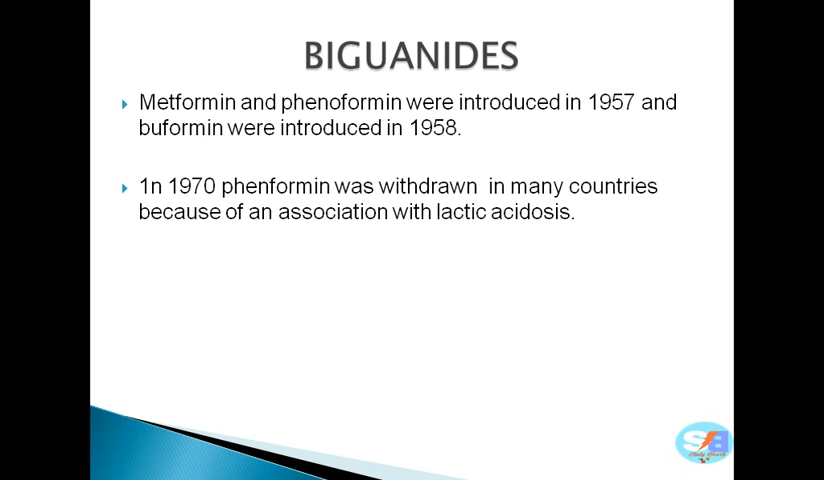 BIGUANIDES
Metformin and phenoformin were introduced in 1957 and
buformin were introduced in 1958.
1n 1970 phenformin was withdrawn in many countries
because of an association with lactic acidosis.